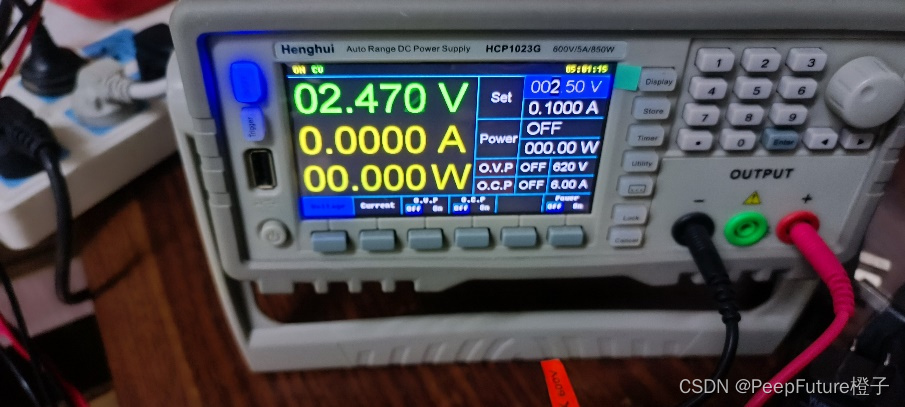 Henghui Auto Range DC Power Supply HCP1023G 600V/5A/850W
ON CV 05:01:15
02.470 V
0.0000 A
00.000 W
Set 002.50 V
0.1000 A
Power OFF
000.00 W
O.V.P OFF 620 V
O.C.P OFF 6.00 A
Current
O.V.P
Off On
O.C.P
Off On
Power
Off On
Trigger
Display
Store
Timer
Utility
Lock
Cancel
1 2 3
4 5 6
7 8 9
0 Enter
OUTPUT
− +
CSDN @PeepFuture橙子